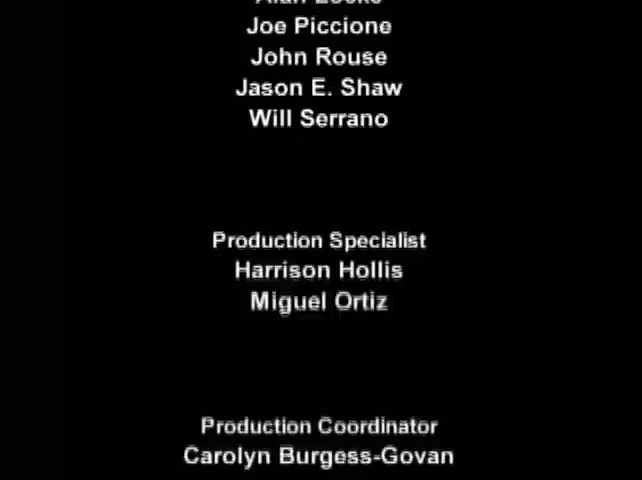 Joe Piccione
John Rouse
Jason E. Shaw
Will Serrano
Production Specialist
Harrison Hollis
Miguel Ortiz
Production Coordinator
Carolyn Burgess-Govan